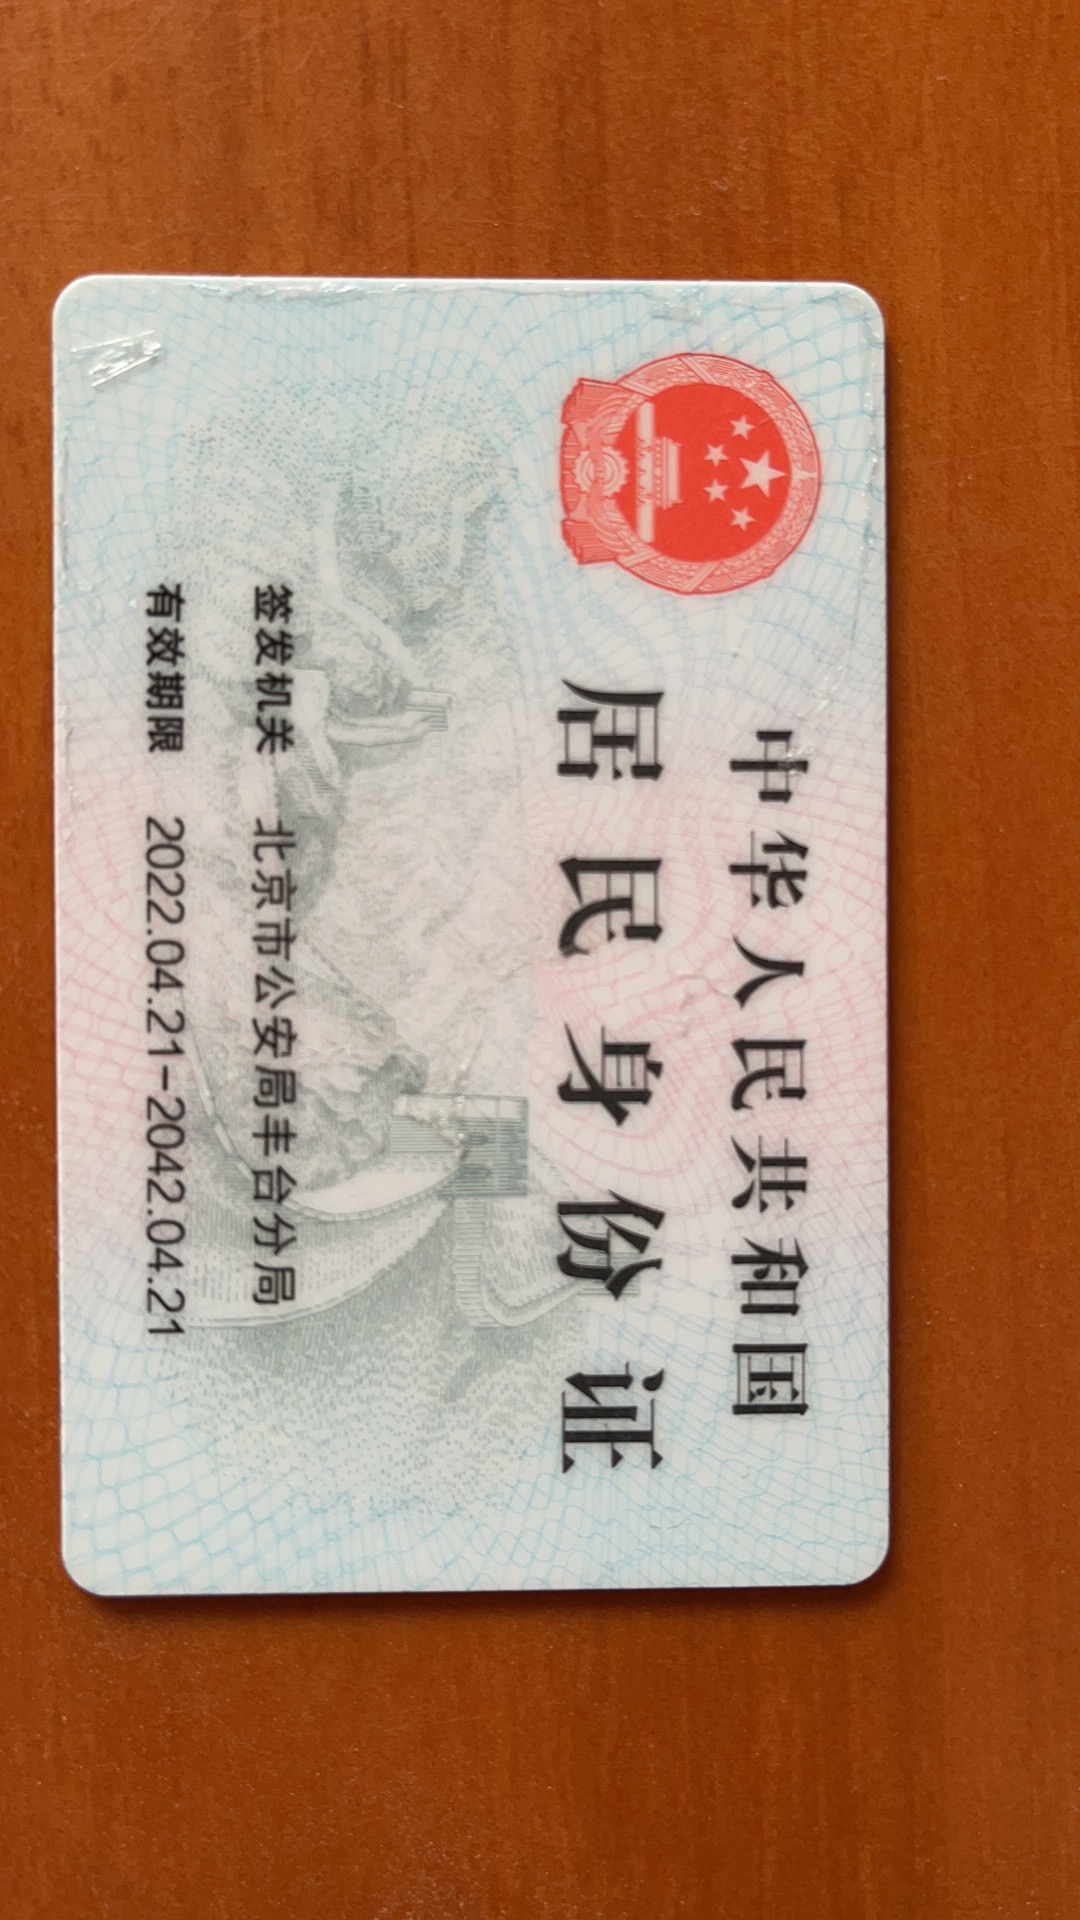 中华人民共和国
居民身份证
签发机关 北京市公安局丰台分局
有效期限 2022.04.21-2042.04.21